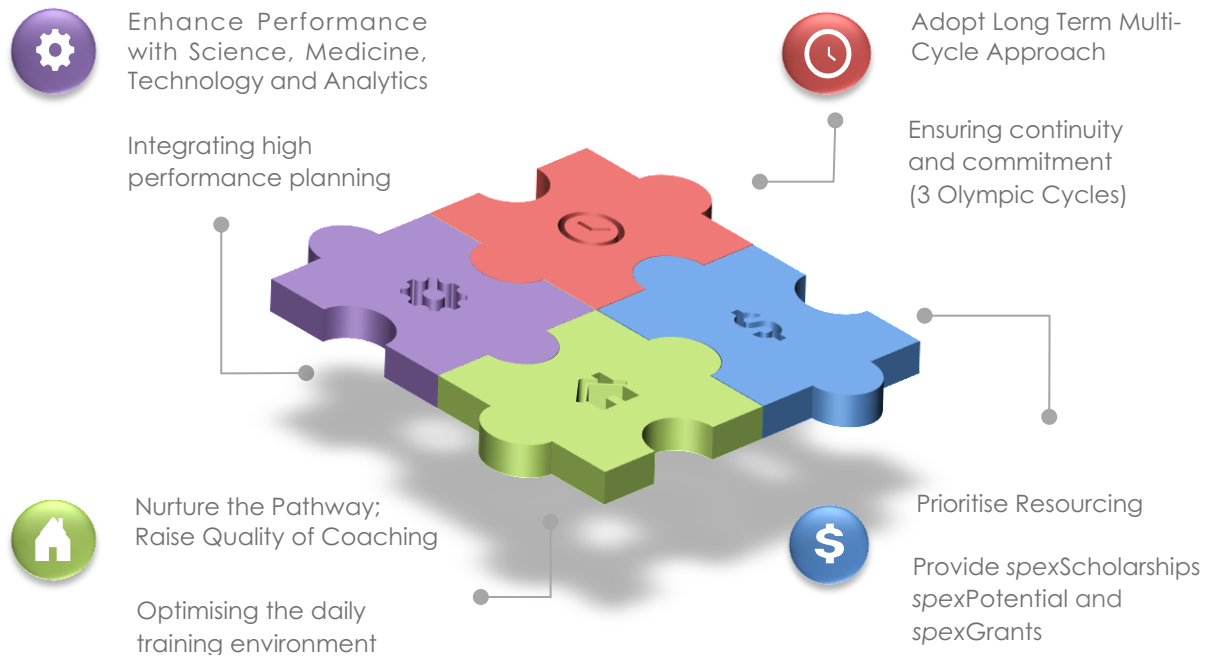 Enhance Performance
with Science, Medicine,
Technology and Analytics
Integrating high
performance planning
Adopt Long Term Multi-
Cycle Approach
Ensuring continuity
and commitment
(3 Olympic Cycles)
Nurture the Pathway;
Raise Quality of Coaching
Optimising the daily
training environment
Prioritise Resourcing
Provide spexScholarships
spexPotential and
spexGrants